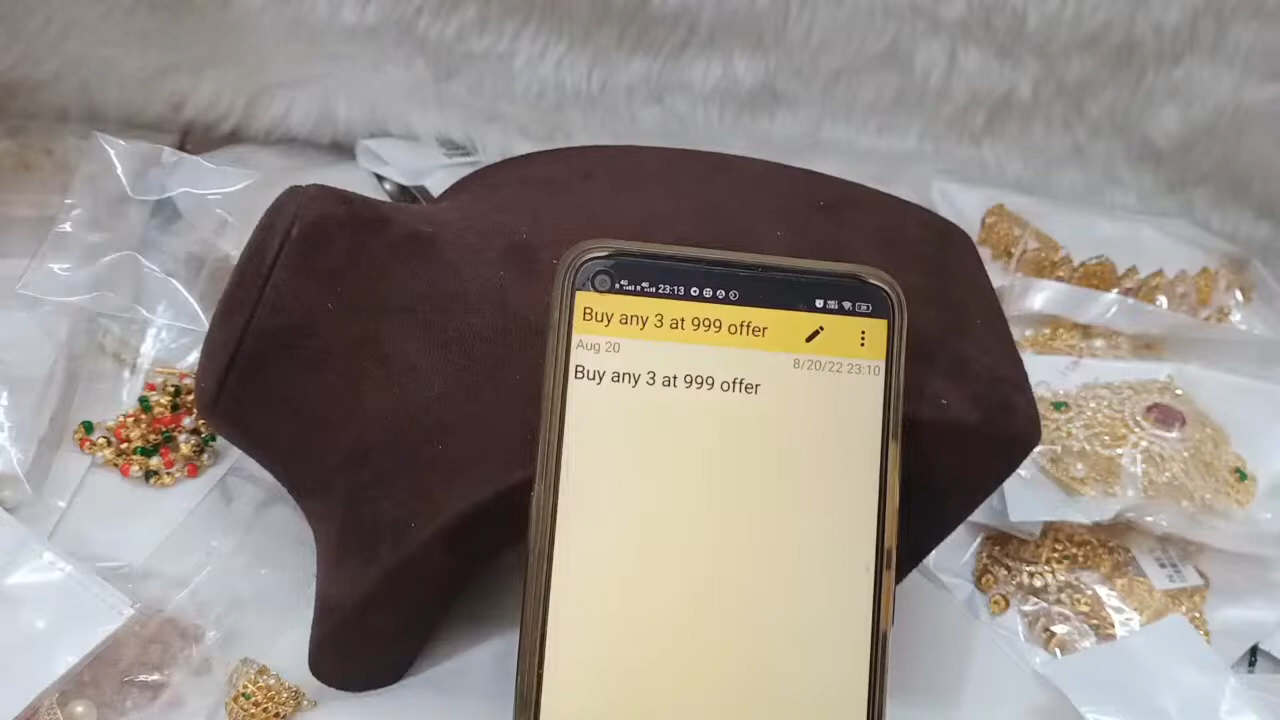 23:13
Buy any 3 at 999 offer
Aug 20
8/20/22 23:10
Buy any 3 at 999 offer